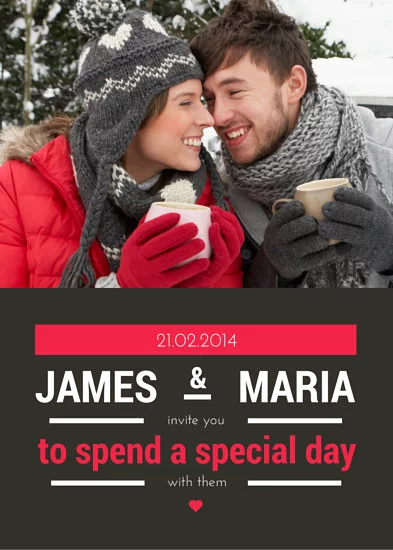 21.02.2014
JAMES & MARIA
invite you
to spend a special day
with them